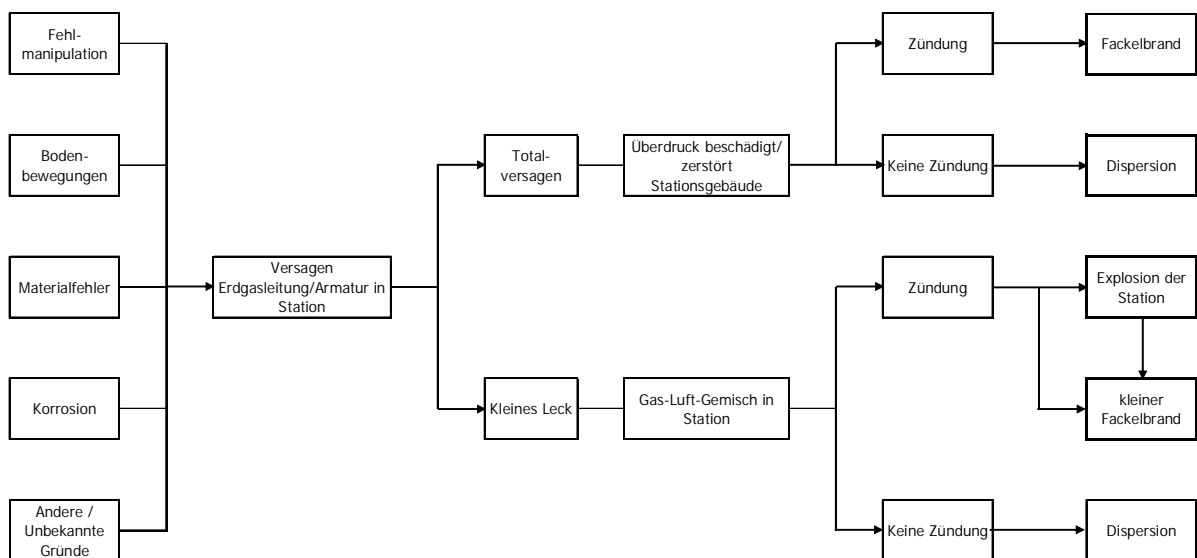 Fehl-
manipulation
Boden-
bewegungen
Materialfehler
Korrosion
Andere /
Unbekannte
Gründe
Versagen
Erdgasleitung/Armatur in
Station
Total-
versagen
Kleines Leck
Überdruck beschädigt/
zerstört
Stationsgebäude
Gas-Luft-Gemisch in
Station
Zündung
Keine Zündung
Zündung
Keine Zündung
Fackelbrand
Dispersion
Explosion der
Station
kleiner
Fackelbrand
Dispersion